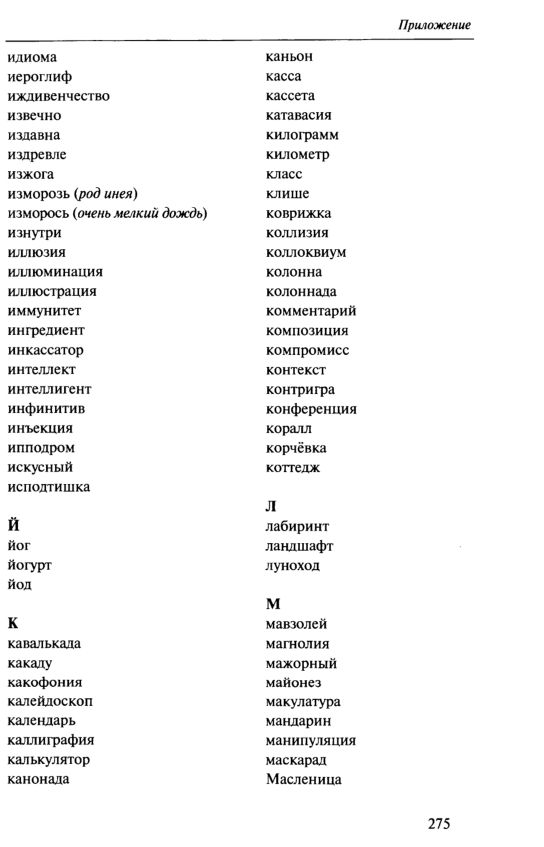 Приложение
идиома
иероглиф
иждивенчество
извечно
издавна
издревле
изжога
изморозь (род инея)
изморось (очень мелкий дождь)
изнутри
иллюзия
иллюминация
иллюстрация
иммунитет
ингредиент
инкассатор
интеллект
интеллигент
инфинитив
инъекция
ипподром
искусный
исподтишка
Й
йог
йогурт
йод
К
кавалькада
какаду
какофония
калейдоскоп
календарь
каллиграфия
калькулятор
канонада
каньон
касса
кассета
катавасия
килограмм
километр
класс
клише
коврижка
коллизия
коллоквиум
колонна
колоннада
комментарий
композиция
компромисс
контекст
контригра
конференция
коралл
корчёвка
коттедж
Л
лабиринт
ландшафт
луноход
М
мавзолей
магнолия
мажорный
майонез
макулатура
мандарин
манипуляция
маскарад
Масленица
275